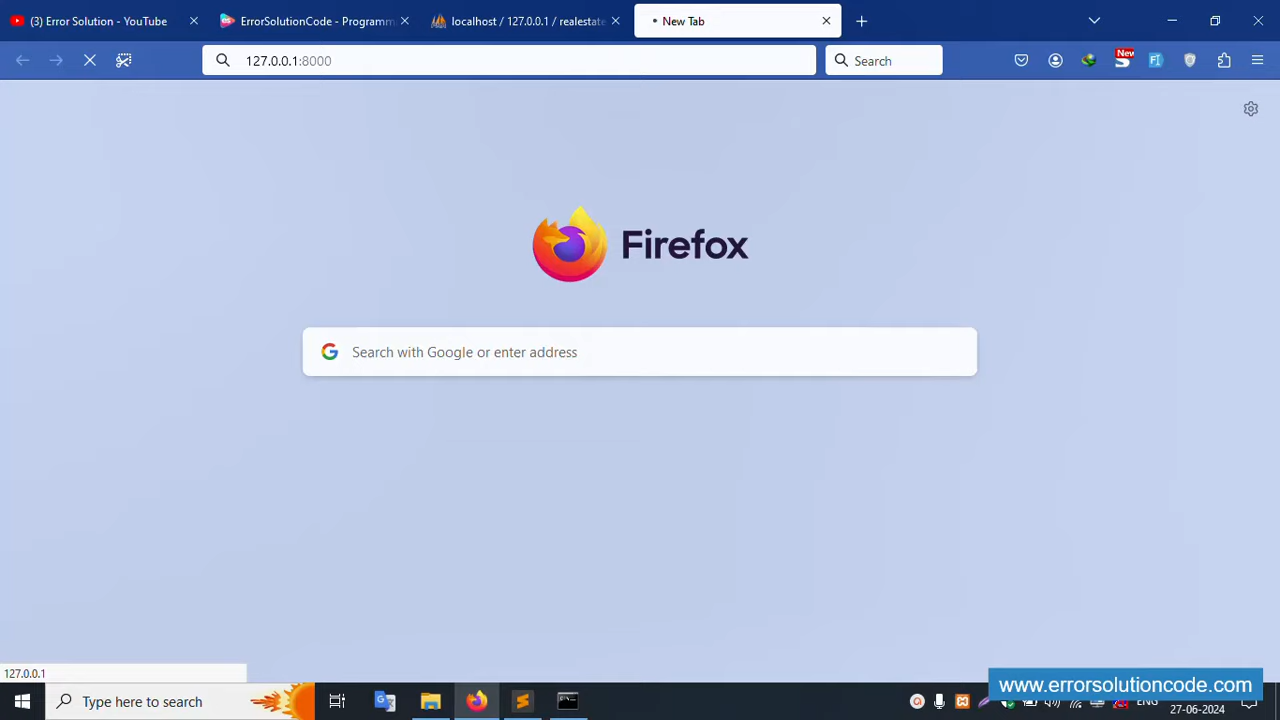 (3) Error Solution - YouTube
ErrorSolutionCode - Programm
localhost / 127.0.0.1 / realestate
New Tab
127.0.0.1:8000
Search
New
Firefox
Search with Google or enter address
127.0.0.1
www.errorsolutioncode.com
Type here to search
ENG
27-06-2024